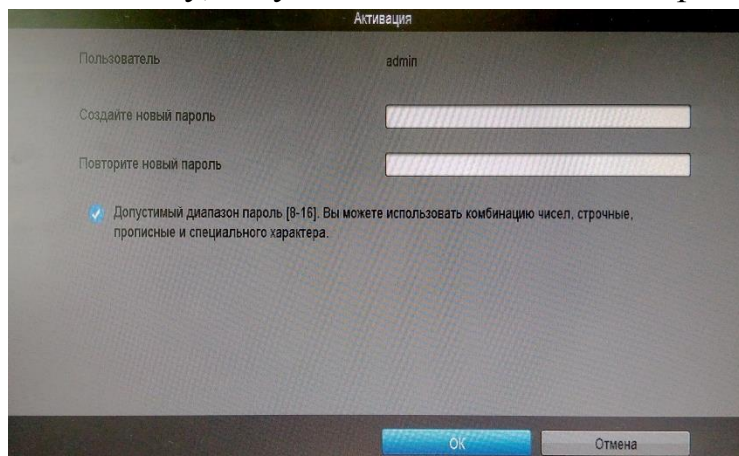 Активация
Пользователь admin
Создайте новый пароль
Повторите новый пароль
Допустимый диапазон пароль [8-16]. Вы можете использовать комбинацию чисел, строчные,
прописные и специального характера.
OK Отмена